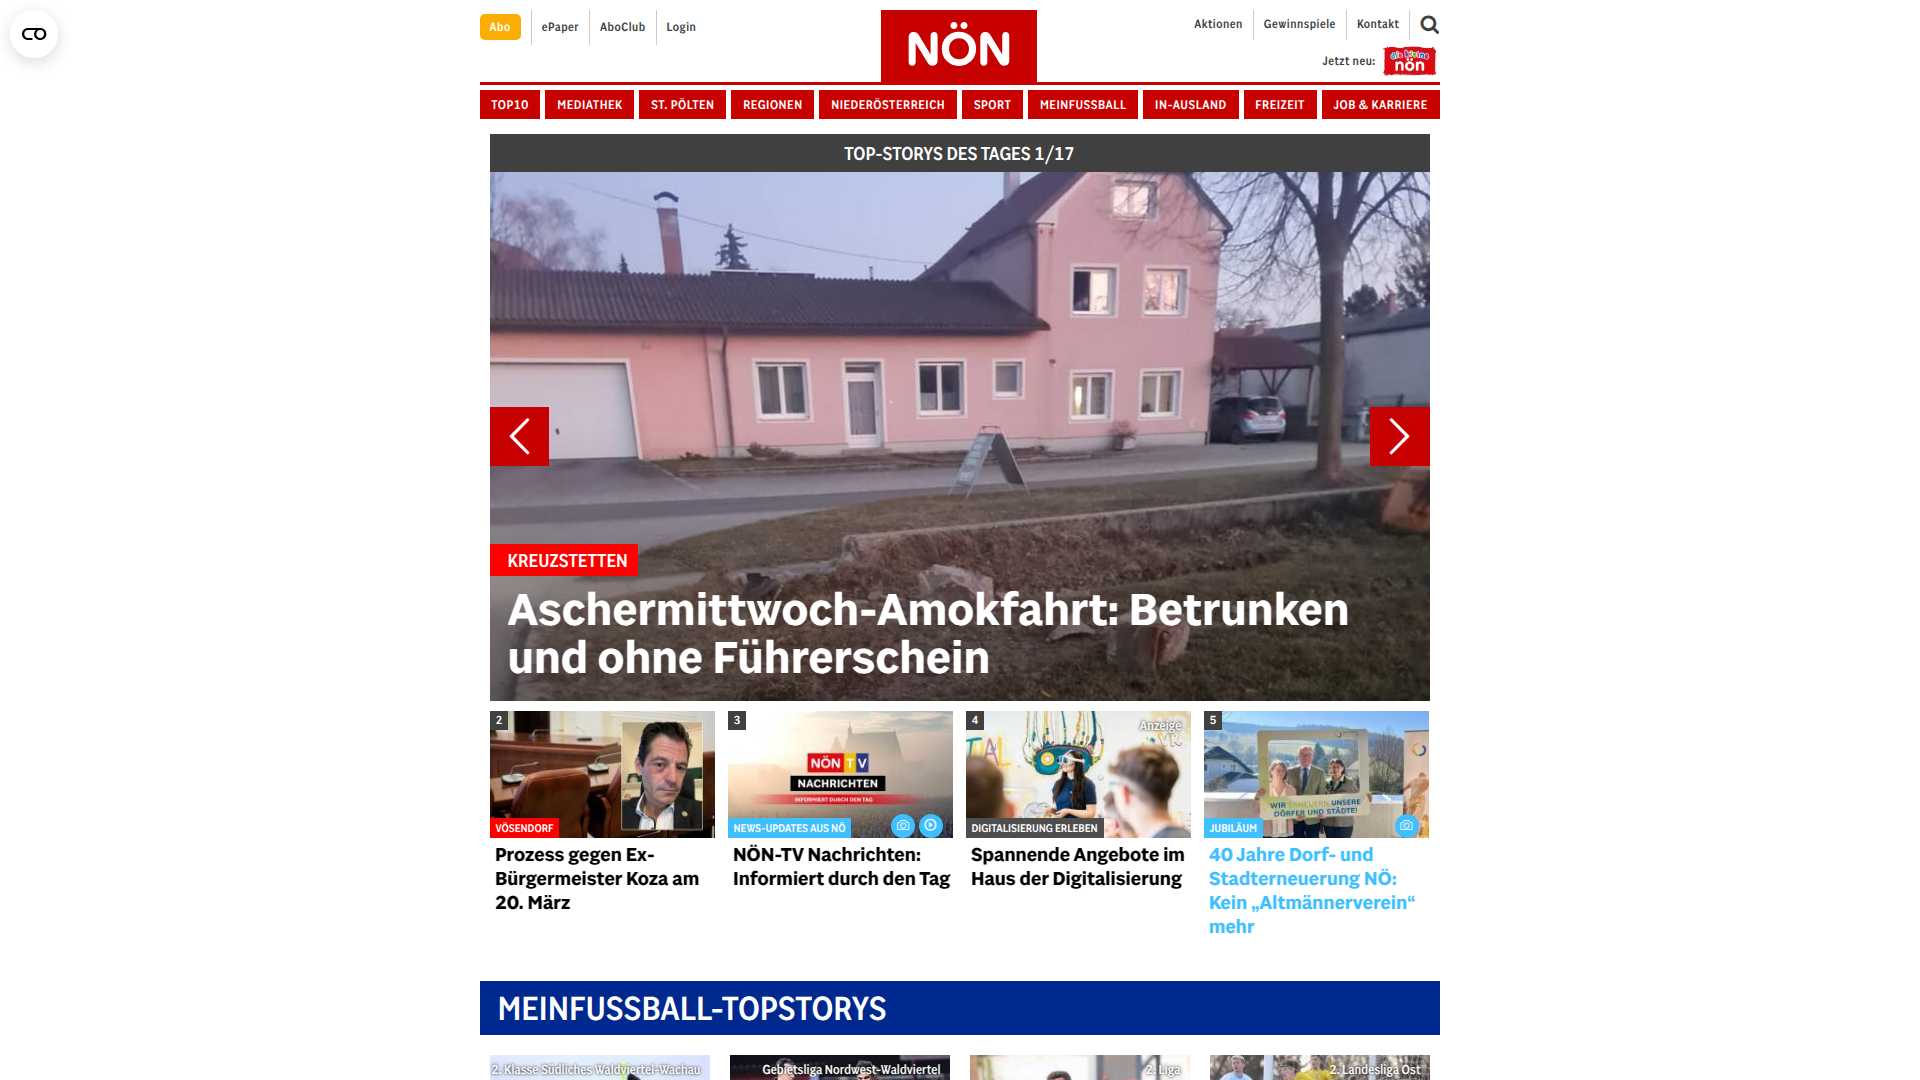 Abo
ePaper
AboClub
Login
NÖN
Aktionen
Gewinnspiele
Kontakt
Jetzt neu:
die kleine
nön
TOP10
MEDIATHEK
ST. PÖLTEN
REGIONEN
NIEDERÖSTERREICH
SPORT
MEINFUSSBALL
IN-AUSLAND
FREIZEIT
JOB & KARRIERE
TOP-STORYS DES TAGES 1/17
KREUZSTETTEN
Aschermittwoch-Amokfahrt: Betrunken
und ohne Führerschein
2
VÖSENDORF
Prozess gegen Ex-
Bürgermeister Koza am
20. März
3
NÖN TV
NACHRICHTEN
INFORMIERT DURCH DEN TAG
NEWS-UPDATES AUS NÖ
NÖN-TV Nachrichten:
Informiert durch den Tag
4
Anzeige
DIGITALISIERUNG ERLEBEN
Spannende Angebote im
Haus der Digitalisierung
5
WIR ERNEUERN UNSERE
DÖRFER UND STÄDTE!
JUBILÄUM
40 Jahre Dorf- und
Stadterneuerung NÖ:
Kein „Altmännerverein“
mehr
MEINFUSSBALL-TOPSTORYS
2. Klasse Südliches Waldviertel-Wachau
Gebietsliga Nordwest-Waldviertel
2. Liga
2. Landesliga Ost